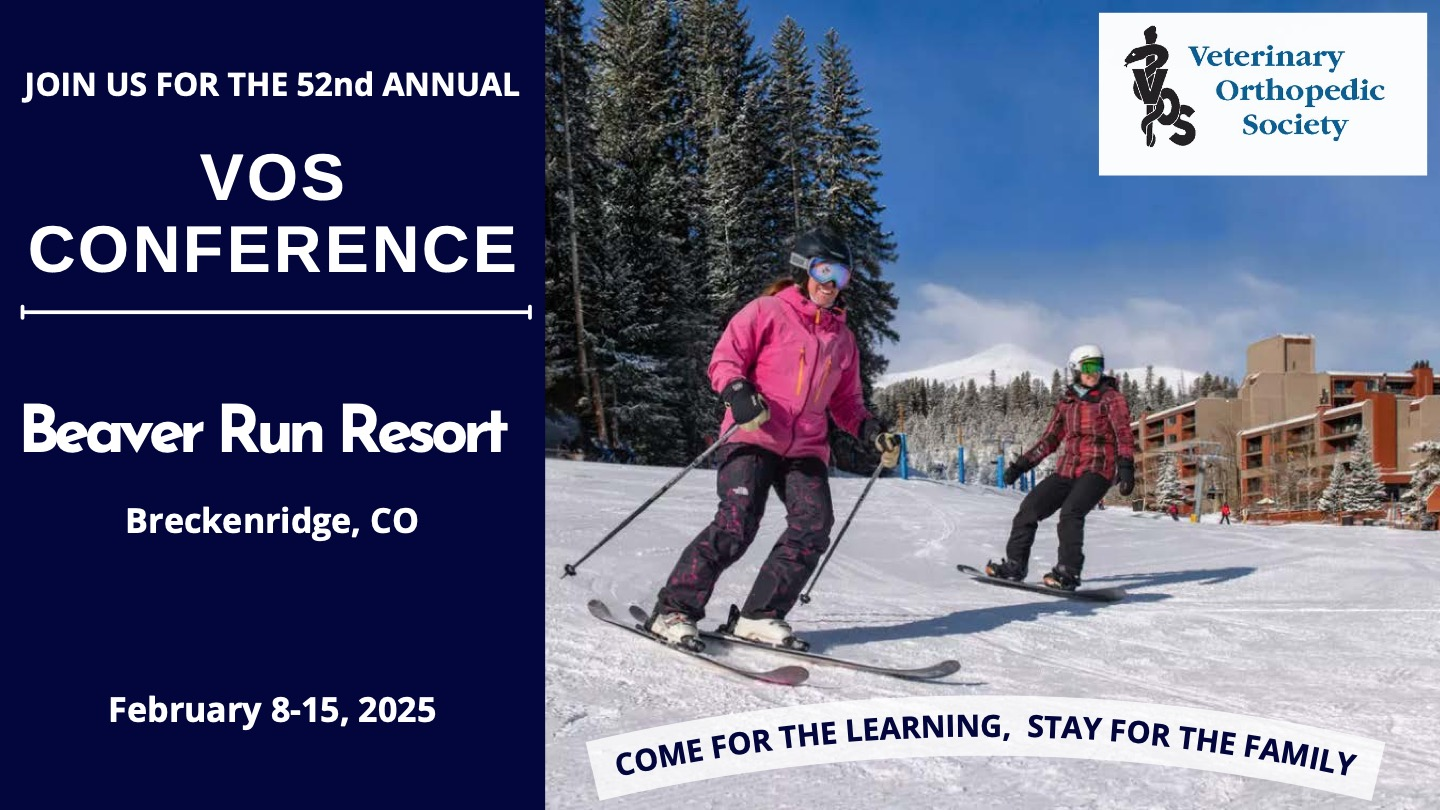 JOIN US FOR THE 52nd ANNUAL
VOS
CONFERENCE
Beaver Run Resort
Breckenridge, CO
February 8-15, 2025
VOS
Veterinary
Orthopedic
Society
COME FOR THE LEARNING, STAY FOR THE FAMILY